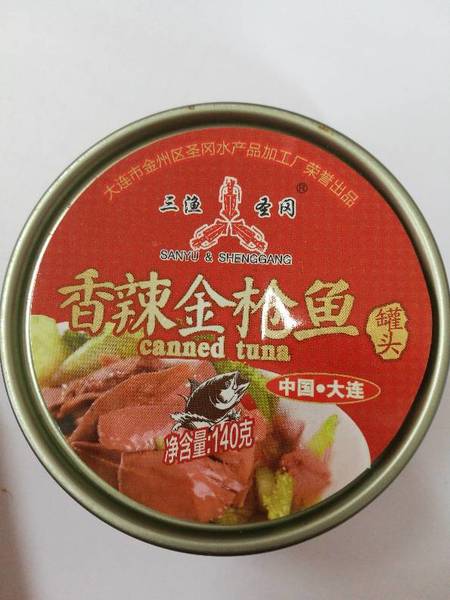 大连市金州区圣冈水产品加工厂荣誉出品
三渔 圣冈 ®
SANYU & SHENGGANG
香辣金枪鱼
罐头
canned tuna
中国·大连
净含量:140克